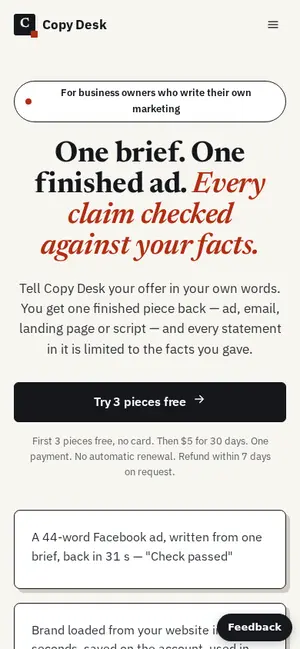 C Copy Desk
For business owners who write their own
marketing
One brief. One
finished ad. Every
claim checked
against your facts.
Tell Copy Desk your offer in your own words.
You get one finished piece back — ad, email,
landing page or script — and every statement
in it is limited to the facts you gave.
Try 3 pieces free →
First 3 pieces free, no card. Then $5 for 30 days. One
payment. No automatic renewal. Refund within 7 days
on request.
A 44-word Facebook ad, written from one
brief, back in 31 s — "Check passed"
Brand loaded from your website in
Feedback
seconds, saved on the account, used in